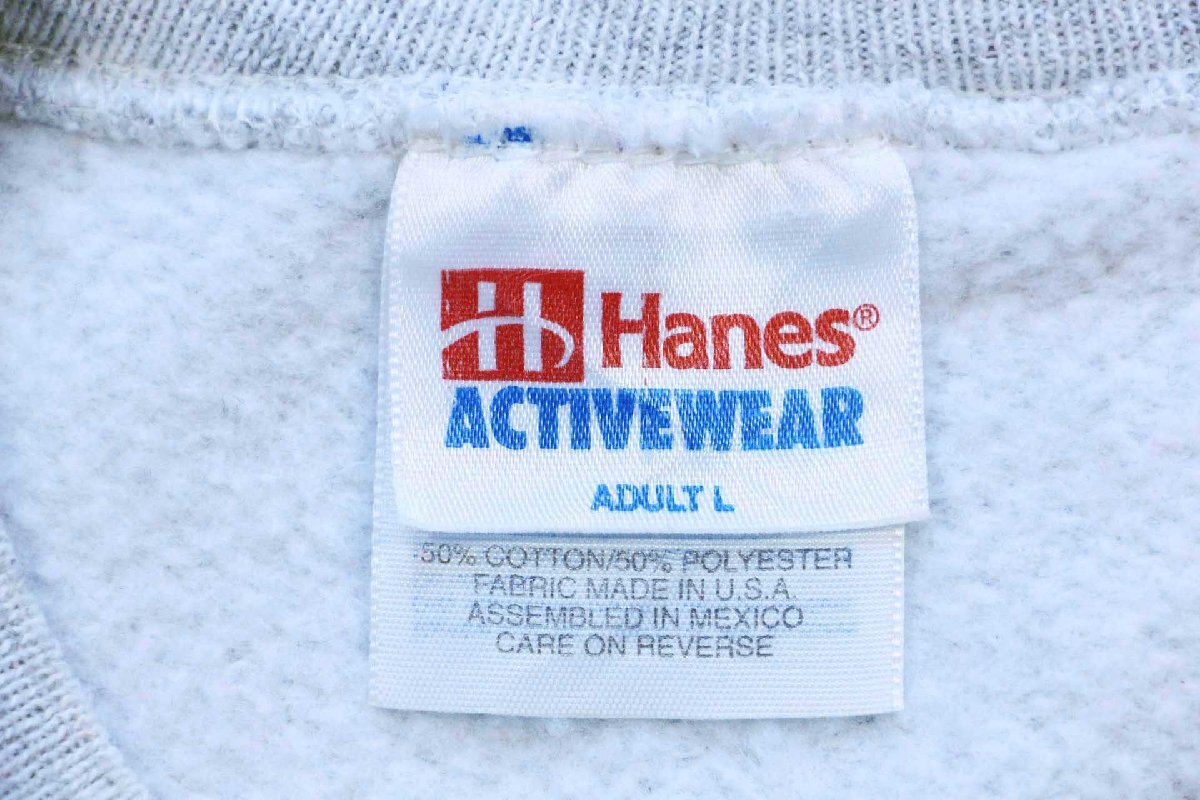 H Hanes®
ACTIVEWEAR
ADULT L
50% COTTON/50% POLYESTER
FABRIC MADE IN U.S.A.
ASSEMBLED IN MEXICO
CARE ON REVERSE